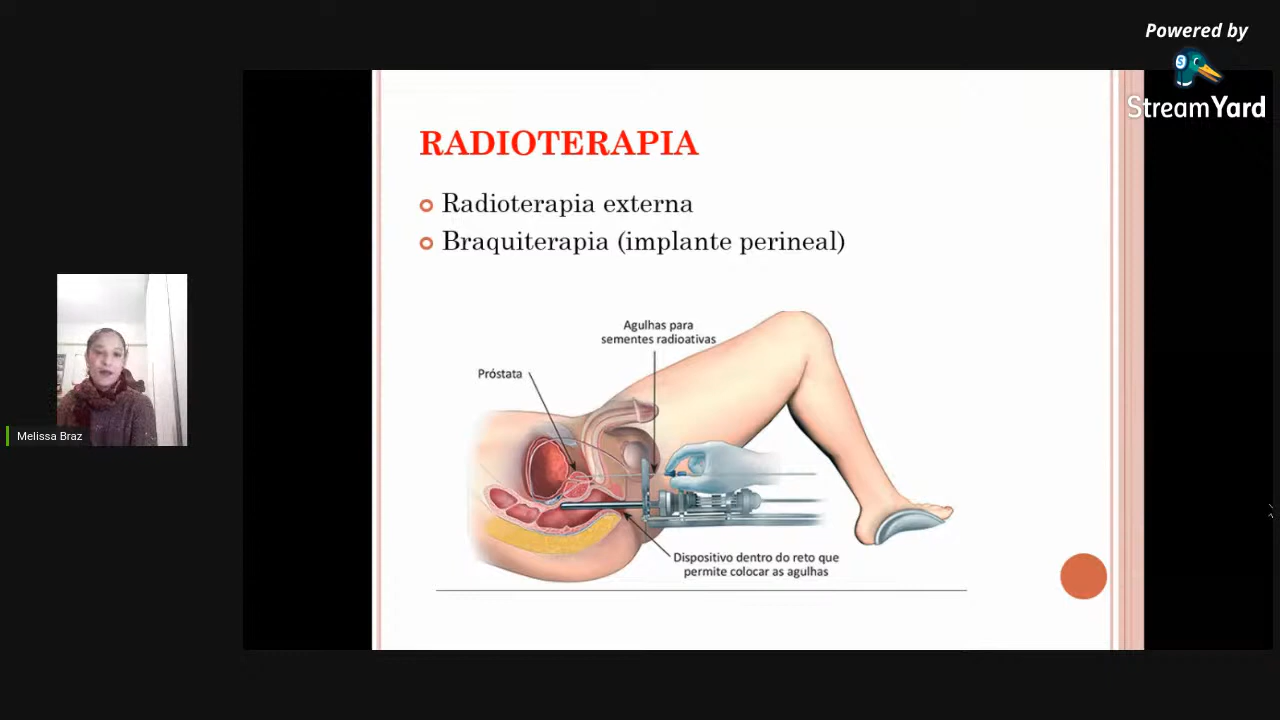 Powered by
StreamYard
RADIOTERAPIA
Radioterapia externa
Braquiterapia (implante perineal)
Agulhas para
sementes radioativas
Próstata
Dispositivo dentro do reto que
permite colocar as agulhas
Melissa Braz